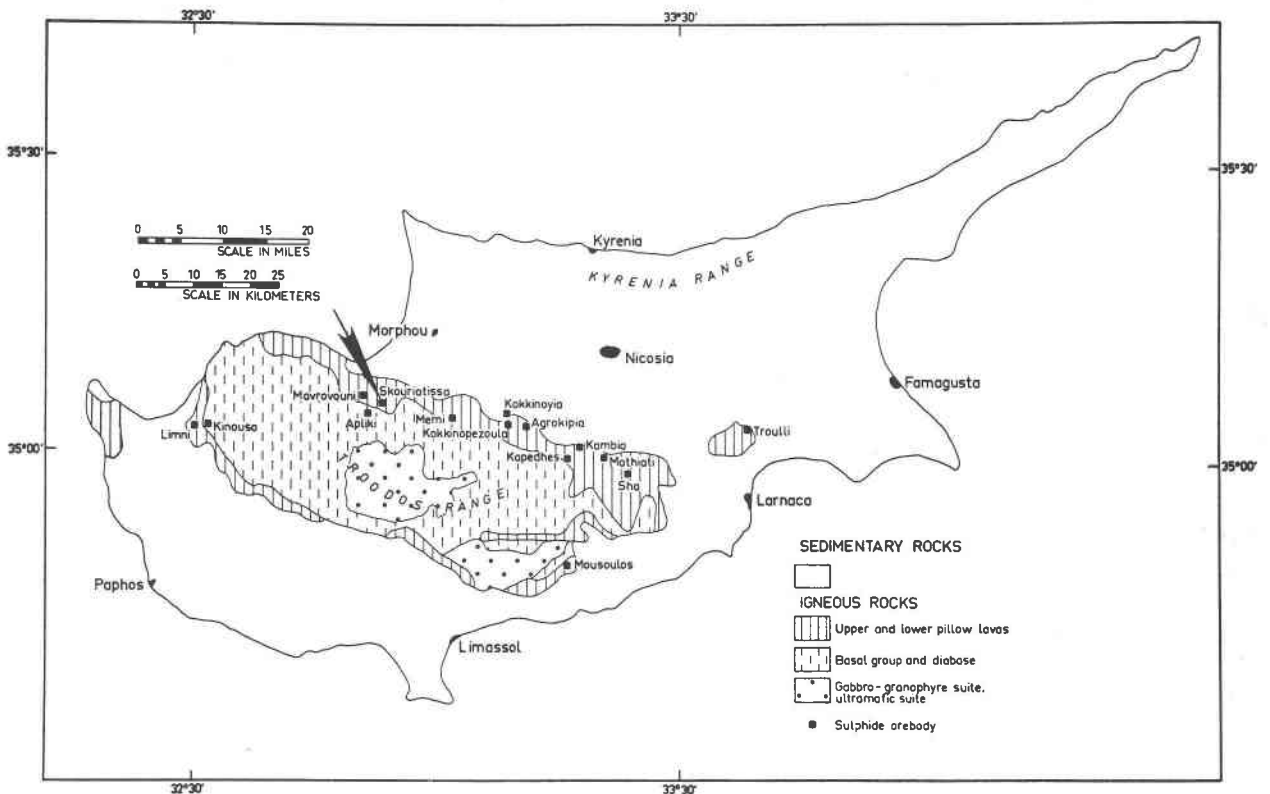 32°30'
33°30'
35°30'
35°30'
0 5 10 15 20
SCALE IN MILES
0 5 10 15 20 25
SCALE IN KILOMETERS
Kyrenia
KYRENIA RANGE
Morphou
Nicosia
Famagusta
Mavrovouni
Skouriotissa
Apliki
Memi
Kokkinoyia
Kokkinopezoula
Agrokipia
Limni
Kinousa
Kambia
Kapedhes
Mathiati
Sha
Troulli
35°00'
35°00'
TROODOS RANGE
Larnaca
Mousoulos
Paphos
Limassol
SEDIMENTARY ROCKS
IGNEOUS ROCKS
Upper and lower pillow lavas
Basal group and diabase
Gabbro-granophyre suite,
ultramafic suite
Sulphide orebody
32°30'
33°30'